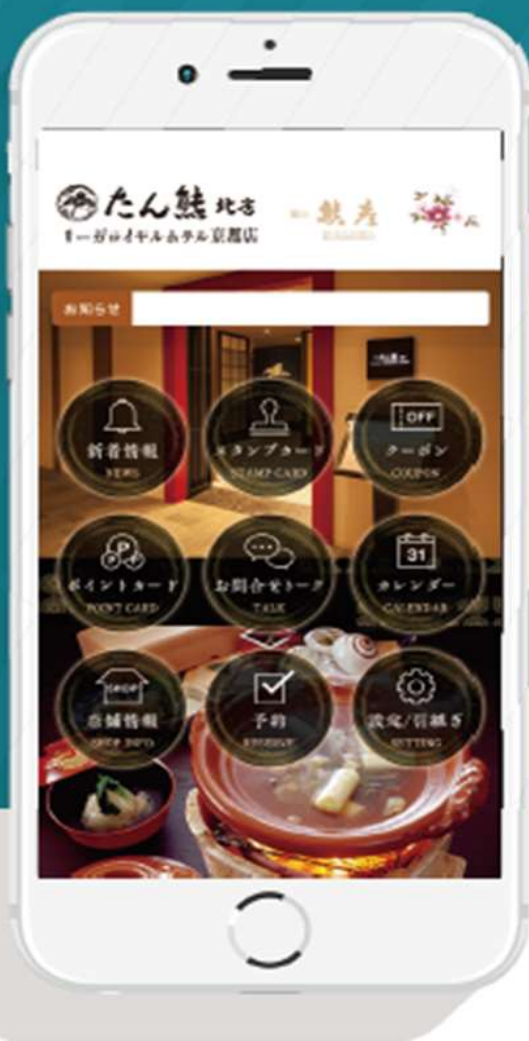 たん熊 北店
リーガロイヤルホテル京都店
お知らせ
OFF
新着情報
NEWS
スタンプカード
STAMP CARD
クーポン
COUPON
P
31
ポイントカード
POINT CARD
お問合せトーク
TALK
カレンダー
CALENDAR
SHOP
店舗情報
SHOP INFO
予約
RESERVE
設定/引継ぎ
SETTING